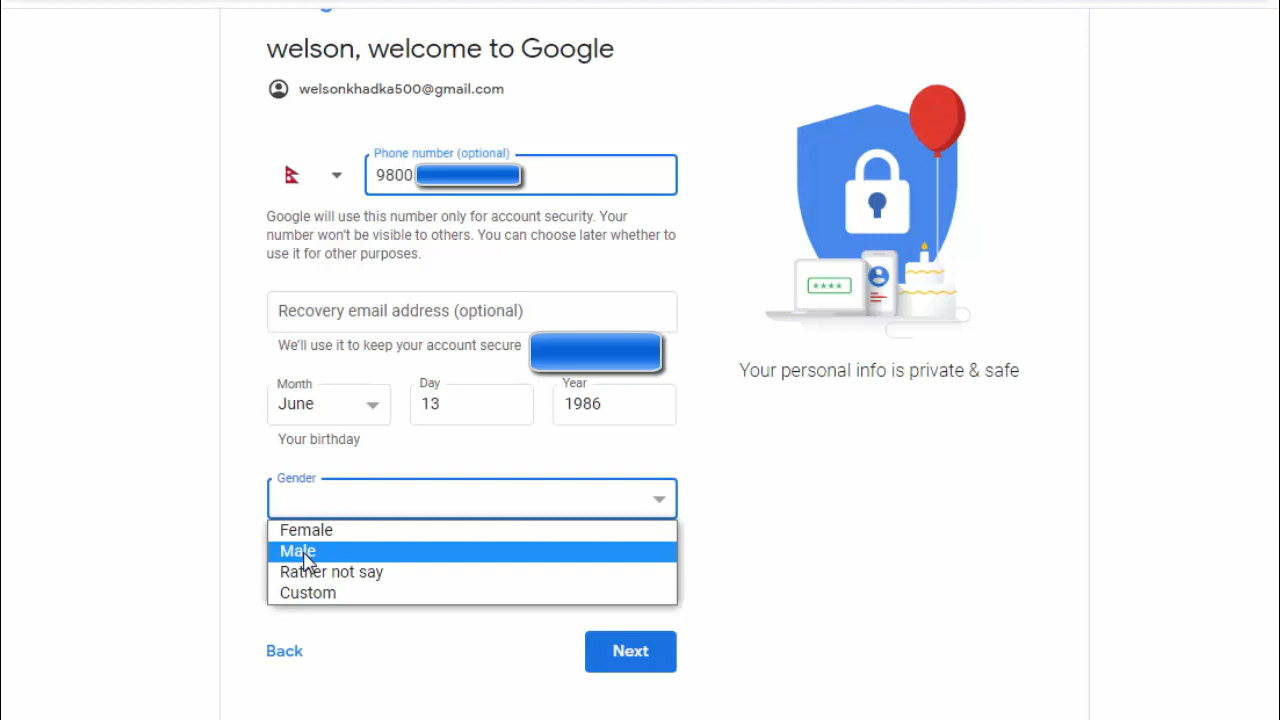 welson, welcome to Google
welsonkhadka500@gmail.com
Phone number (optional)
9800
Google will use this number only for account security. Your
number won't be visible to others. You can choose later whether to
use it for other purposes.
Recovery email address (optional)
We'll use it to keep your account secure
Month
Day
Year
June
13
1986
Your birthday
Gender
Female
Male
Rather not say
Custom
Back
Next
****
Your personal info is private & safe